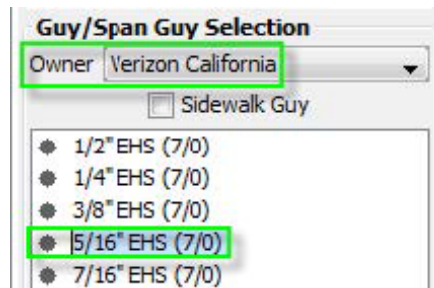 Guy/Span Guy Selection
Owner Verizon California
Sidewalk Guy
1/2" EHS (7/0)
1/4" EHS (7/0)
3/8" EHS (7/0)
5/16" EHS (7/0)
7/16" EHS (7/0)